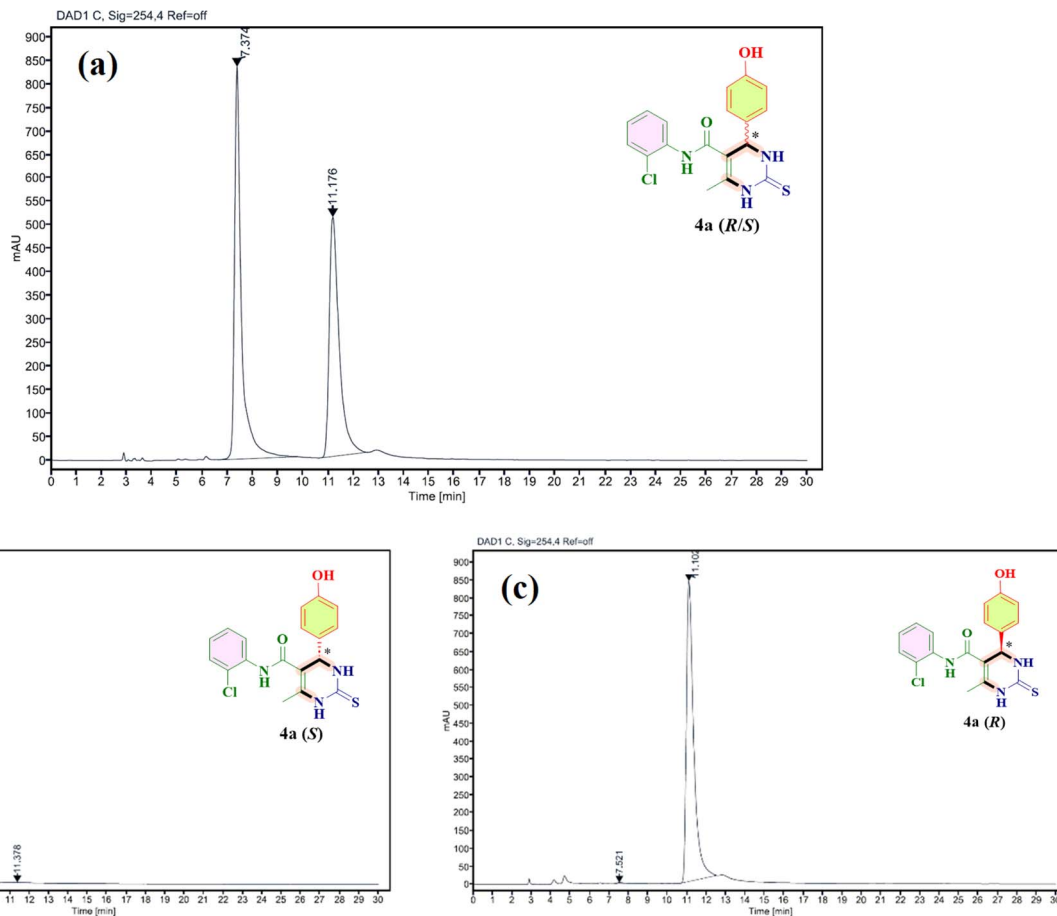 DAD1 C, Sig=254,4 Ref=off
(a)
7.374
11.176
900
850
800
750
700
650
600
550
500
450
400
350
300
250
200
150
100
50
0
mAU
0 1 2 3 4 5 6 7 8 9 10 11 12 13 14 15 16 17 18 19 20 21 22 23 24 25 26 27 28 29 30
Time [min]
OH
O
*
N
H
NH
Cl
N
H
S
4a (R/S)
OH
O
*
N
H
NH
Cl
N
H
S
4a (S)
11.378
11 12 13 14 15 16 17 18 19 20 21 22 23 24 25 26 27 28 29 30
Time [min]
DAD1 C, Sig=254,4 Ref=off
(c)
11.102
7.521
900
850
800
750
700
650
600
550
500
450
400
350
300
250
200
150
100
50
0
mAU
0 1 2 3 4 5 6 7 8 9 10 11 12 13 14 15 16 17 18 19 20 21 22 23 24 25 26 27 28 29 30
Time [min]
OH
O
*
N
H
NH
Cl
N
H
S
4a (R)